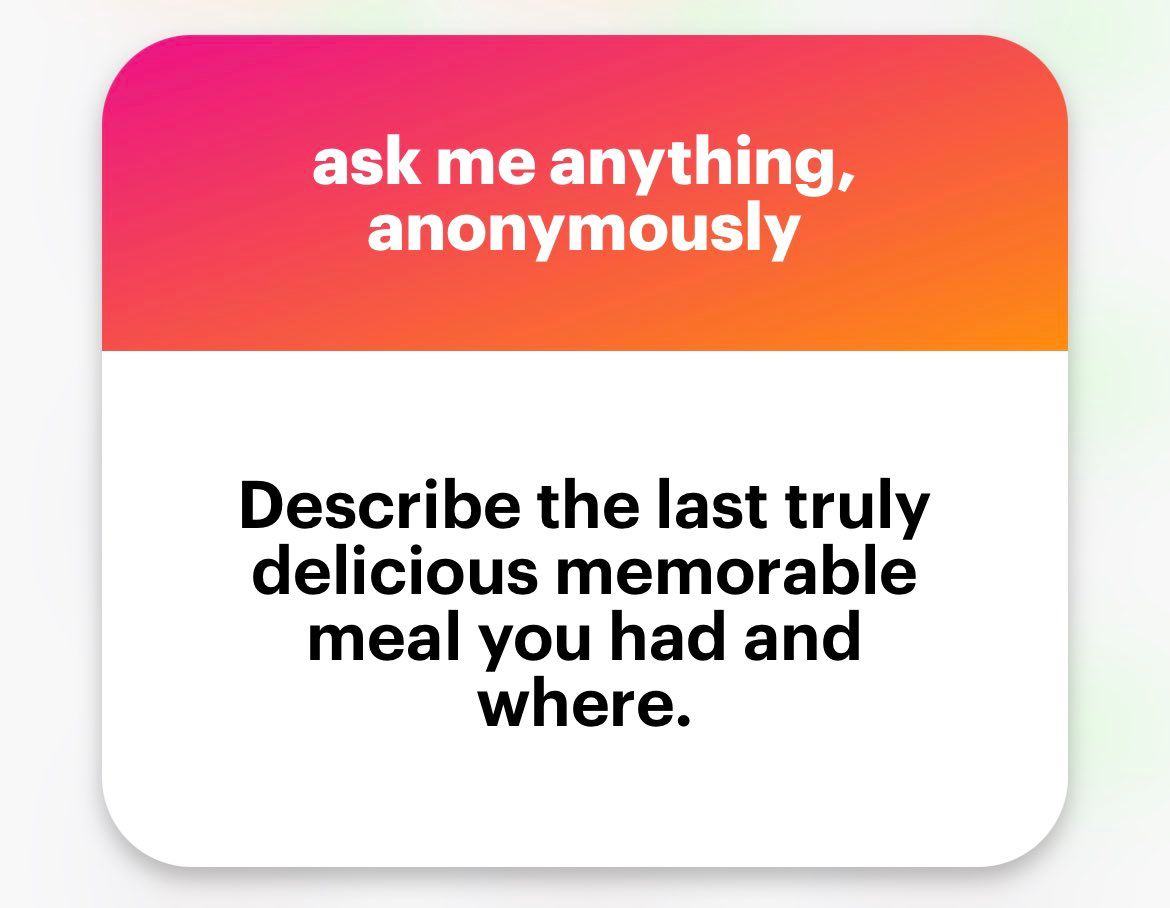 ask me anything,
anonymously
Describe the last truly
delicious memorable
meal you had and
where.